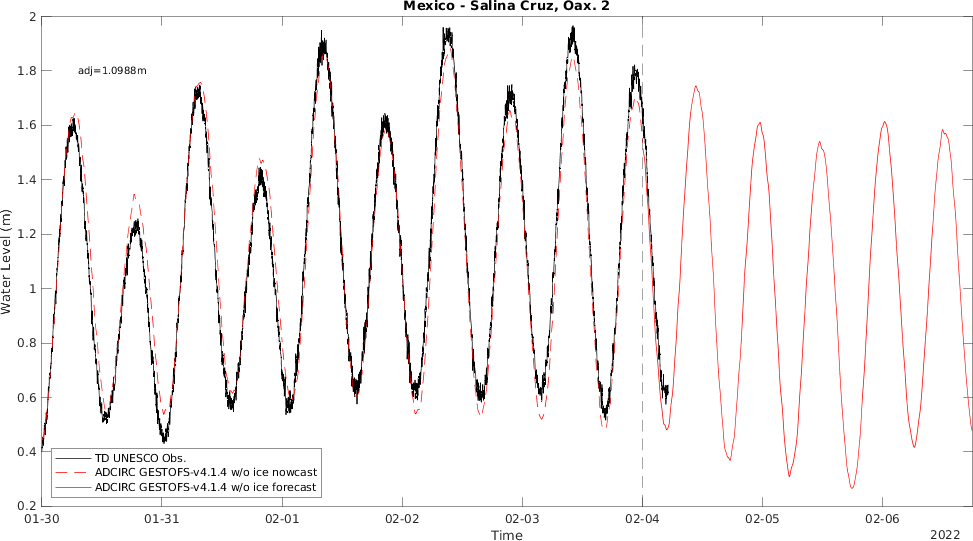 Mexico - Salina Cruz, Oax. 2
adj=1.0988m
Water Level (m)
2
1.8
1.6
1.4
1.2
1
0.8
0.6
0.4
0.2
TD UNESCO Obs.
ADCIRC GESTOFS-v4.1.4 w/o ice nowcast
ADCIRC GESTOFS-v4.1.4 w/o ice forecast
01-30 01-31 02-01 02-02 02-03 02-04 02-05 02-06
Time
2022